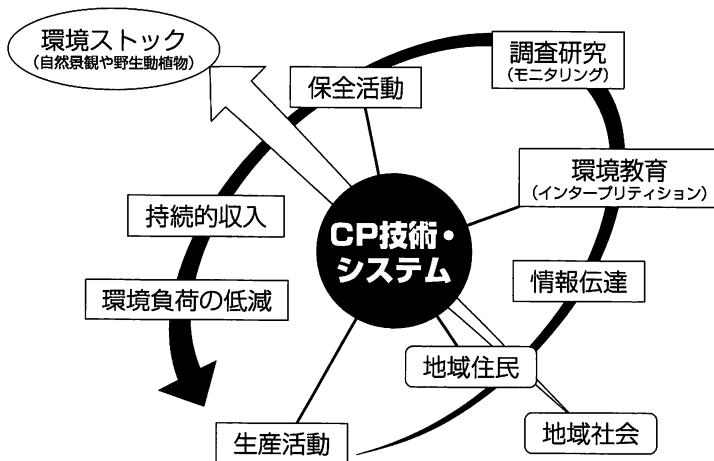 環境ストック
(自然景観や野生動植物)
調査研究
(モニタリング)
保全活動
環境教育
(インタープリティション)
持続的収入
CP技術・
システム
情報伝達
環境負荷の低減
地域住民
地域社会
生産活動